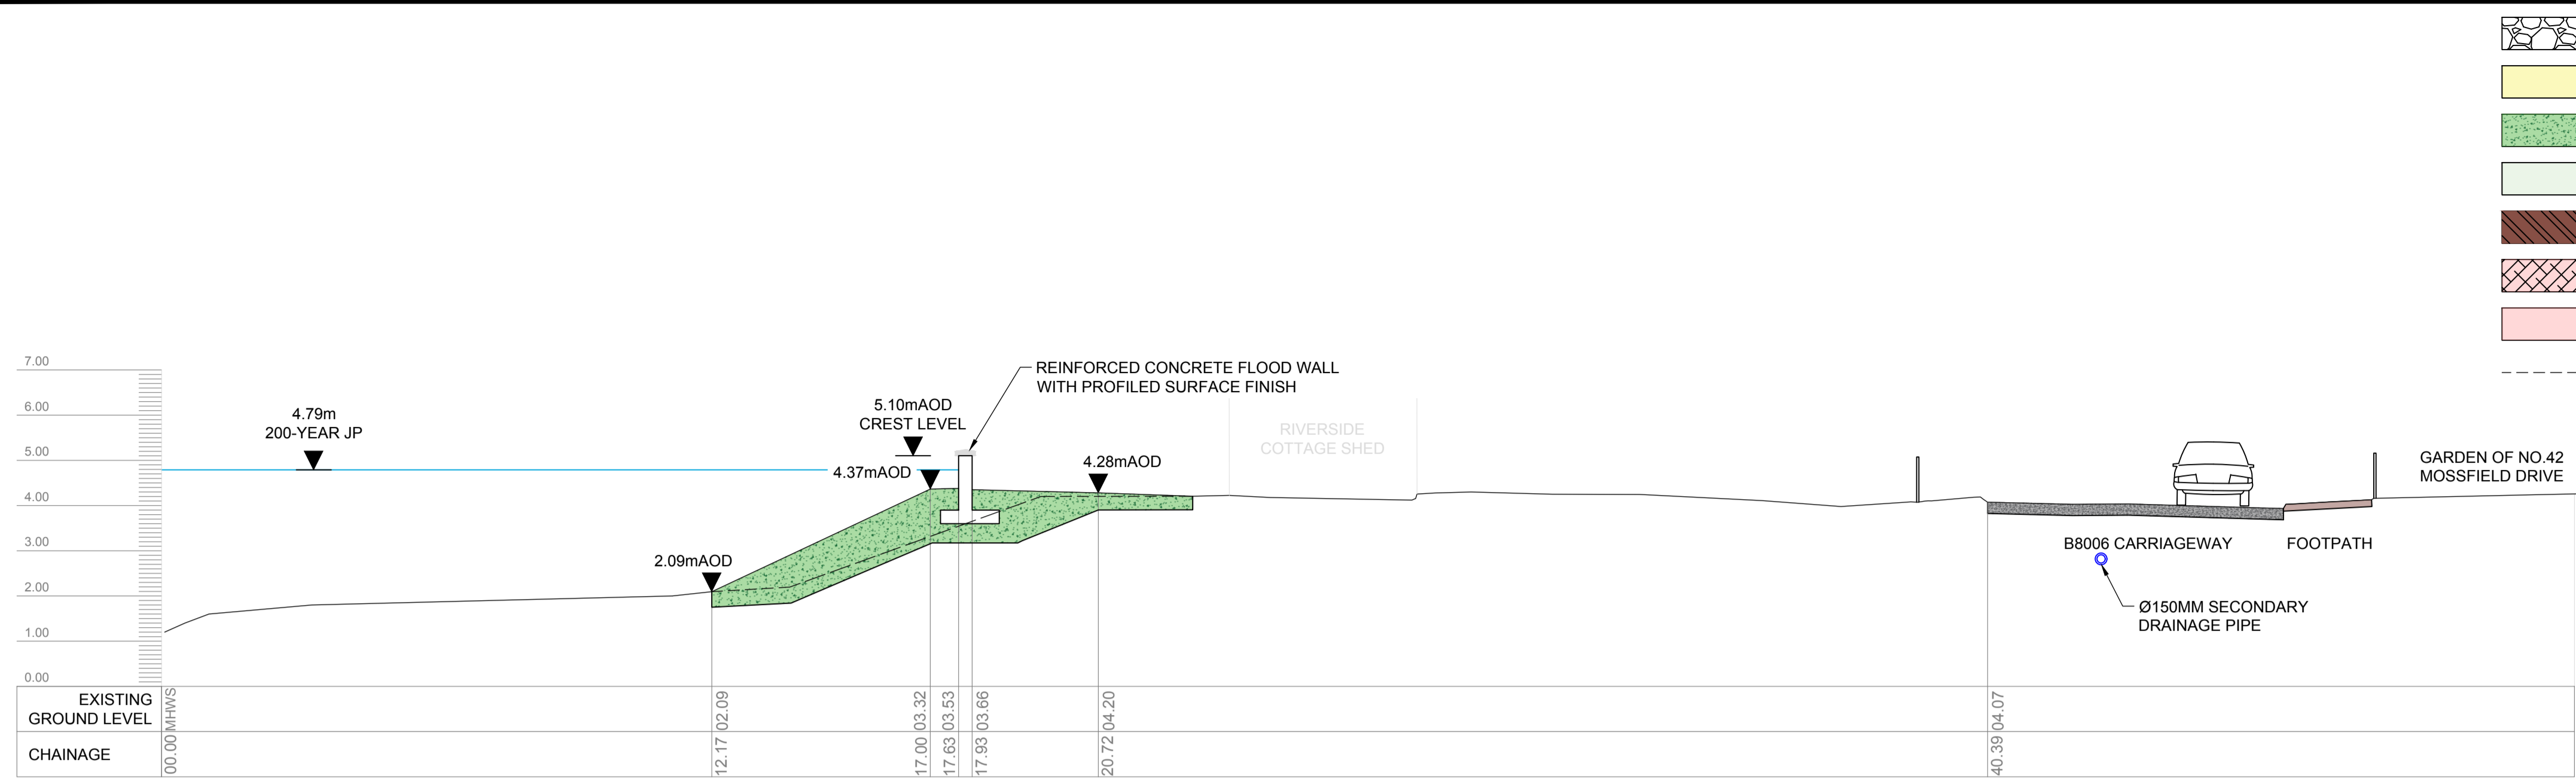 7.00
6.00
5.00
4.00
3.00
2.00
1.00
0.00
4.79m
200-YEAR JP
5.10mAOD
CREST LEVEL
4.37mAOD
REINFORCED CONCRETE FLOOD WALL
WITH PROFILED SURFACE FINISH
4.28mAOD
2.09mAOD
RIVERSIDE
COTTAGE SHED
GARDEN OF NO.42
MOSSFIELD DRIVE
B8006 CARRIAGEWAY
FOOTPATH
Ø150MM SECONDARY
DRAINAGE PIPE
EXISTING
GROUND LEVEL
MHWS
02.09
03.32
03.53
03.66
04.20
04.07
CHAINAGE
00.00
12.17
17.00
17.63
17.93
20.72
40.39